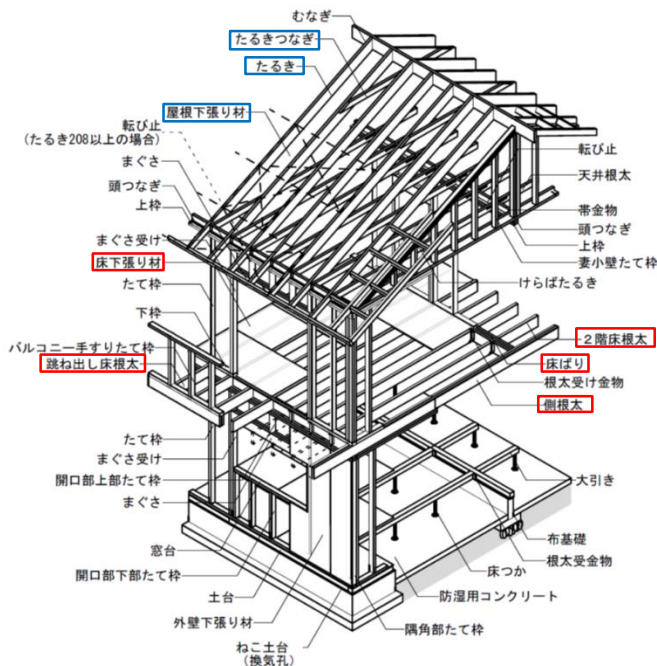 むなぎ
たるきつなぎ
たるき
屋根下張り材
転び止
(たるき208以上の場合)
まぐさ
頭つなぎ
上枠
まぐさ受け
床下張り材
たて枠
下枠
バルコニー手すりたて枠
跳ね出し床根太
たて枠
まぐさ受け
開口部上部たて枠
まぐさ
窓台
開口部下部たて枠
土台
外壁下張り材
ねこ土台
(換気孔)
転び止
天井根太
帯金物
頭つなぎ
上枠
妻小壁たて枠
けらばたるき
2階床根太
床ばり
根太受け金物
側根太
大引き
布基礎
根太受金物
床つか
防湿用コンクリート
隅角部たて枠